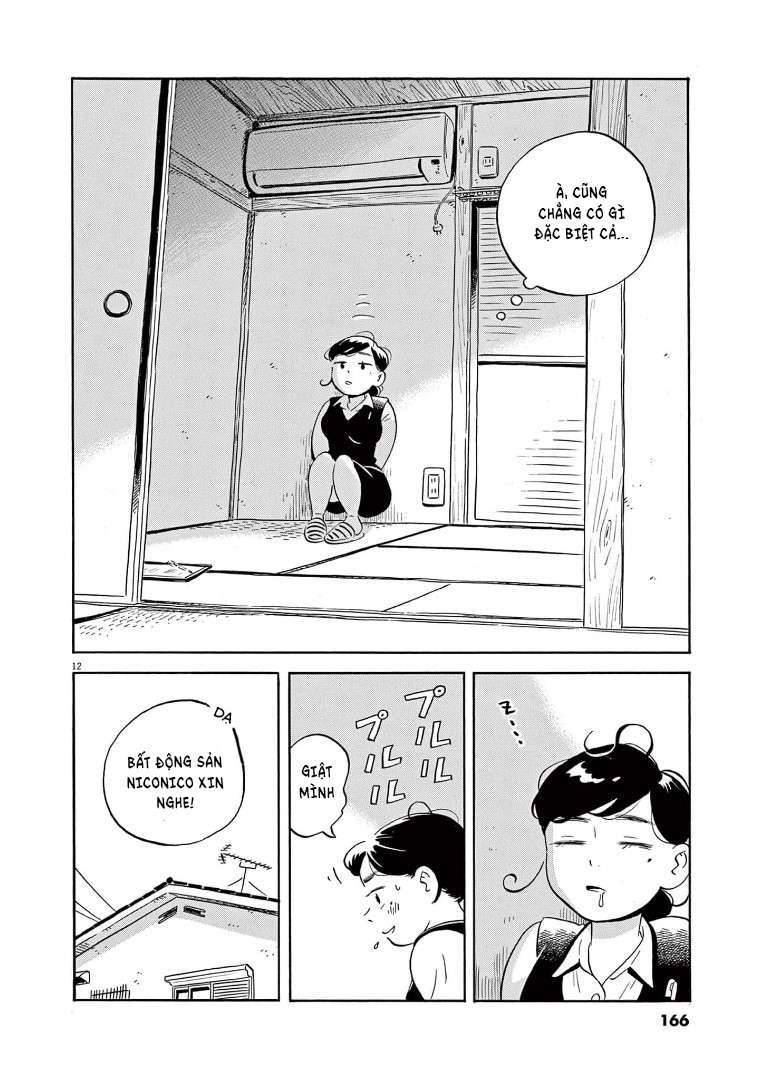 À, CŨNG
CHẲNG CÓ GÌ
ĐẶC BIỆT CẢ...
12
Z...
プルルル
プルルル
GIẬT
MÌNH
DẠ
BẤT ĐỘNG SẢN
NICONICO XIN
NGHE!
166